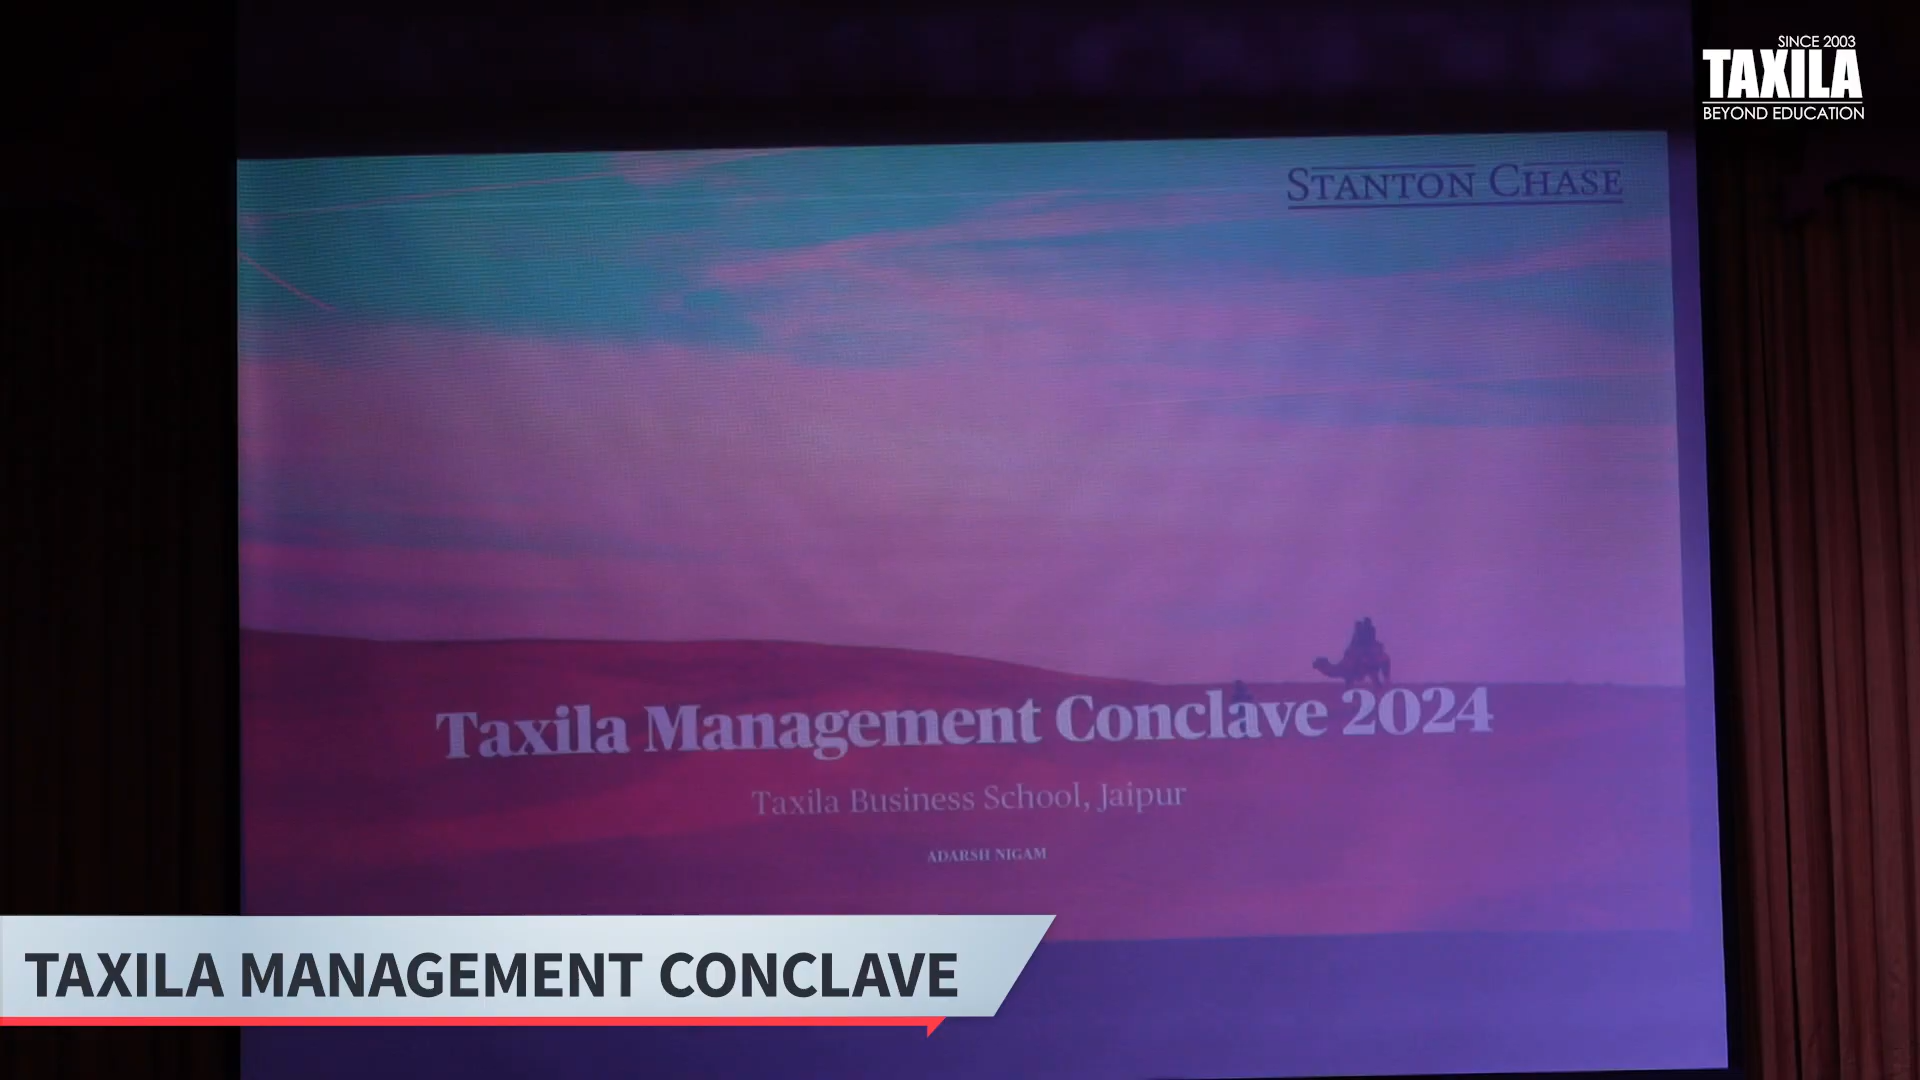 SINCE 2003
TAXILA
BEYOND EDUCATION
STANTON CHASE
Taxila Management Conclave 2024
Taxila Business School, Jaipur
ADARSH NIGAM
TAXILA MANAGEMENT CONCLAVE